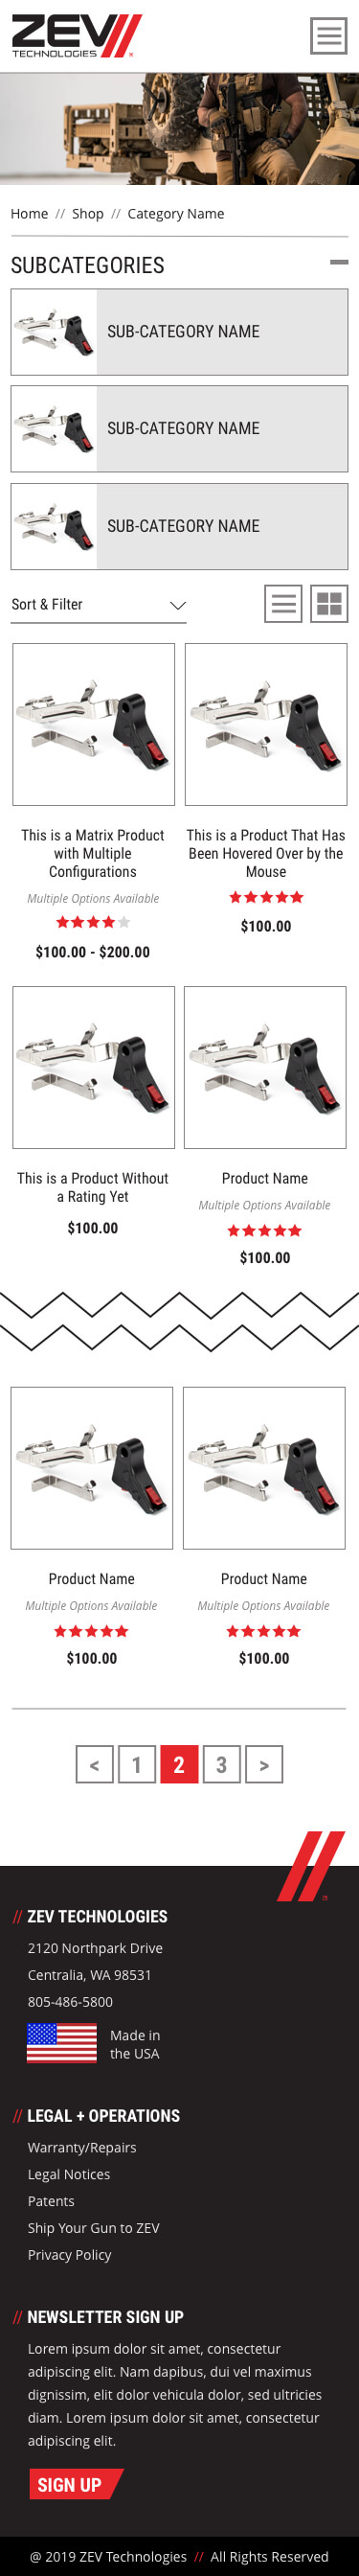 ZEV
TECHNOLOGIES
Home // Shop // Category Name
SUBCATEGORIES
SUB-CATEGORY NAME
SUB-CATEGORY NAME
SUB-CATEGORY NAME
Sort & Filter
This is a Matrix Product
with Multiple
Configurations
Multiple Options Available
$100.00 - $200.00
This is a Product That Has
Been Hovered Over by the
Mouse
$100.00
This is a Product Without
a Rating Yet
$100.00
Product Name
Multiple Options Available
$100.00
Product Name
Multiple Options Available
$100.00
Product Name
Multiple Options Available
$100.00
< 1 2 3 >
// ZEV TECHNOLOGIES
2120 Northpark Drive
Centralia, WA 98531
805-486-5800
Made in
the USA
// LEGAL + OPERATIONS
Warranty/Repairs
Legal Notices
Patents
Ship Your Gun to ZEV
Privacy Policy
// NEWSLETTER SIGN UP
Lorem ipsum dolor sit amet, consectetur
adipiscing elit. Nam dapibus, dui vel maximus
dignissim, elit dolor vehicula dolor, sed ultricies
diam. Lorem ipsum dolor sit amet, consectetur
adipiscing elit.
SIGN UP
@ 2019 ZEV Technologies // All Rights Reserved